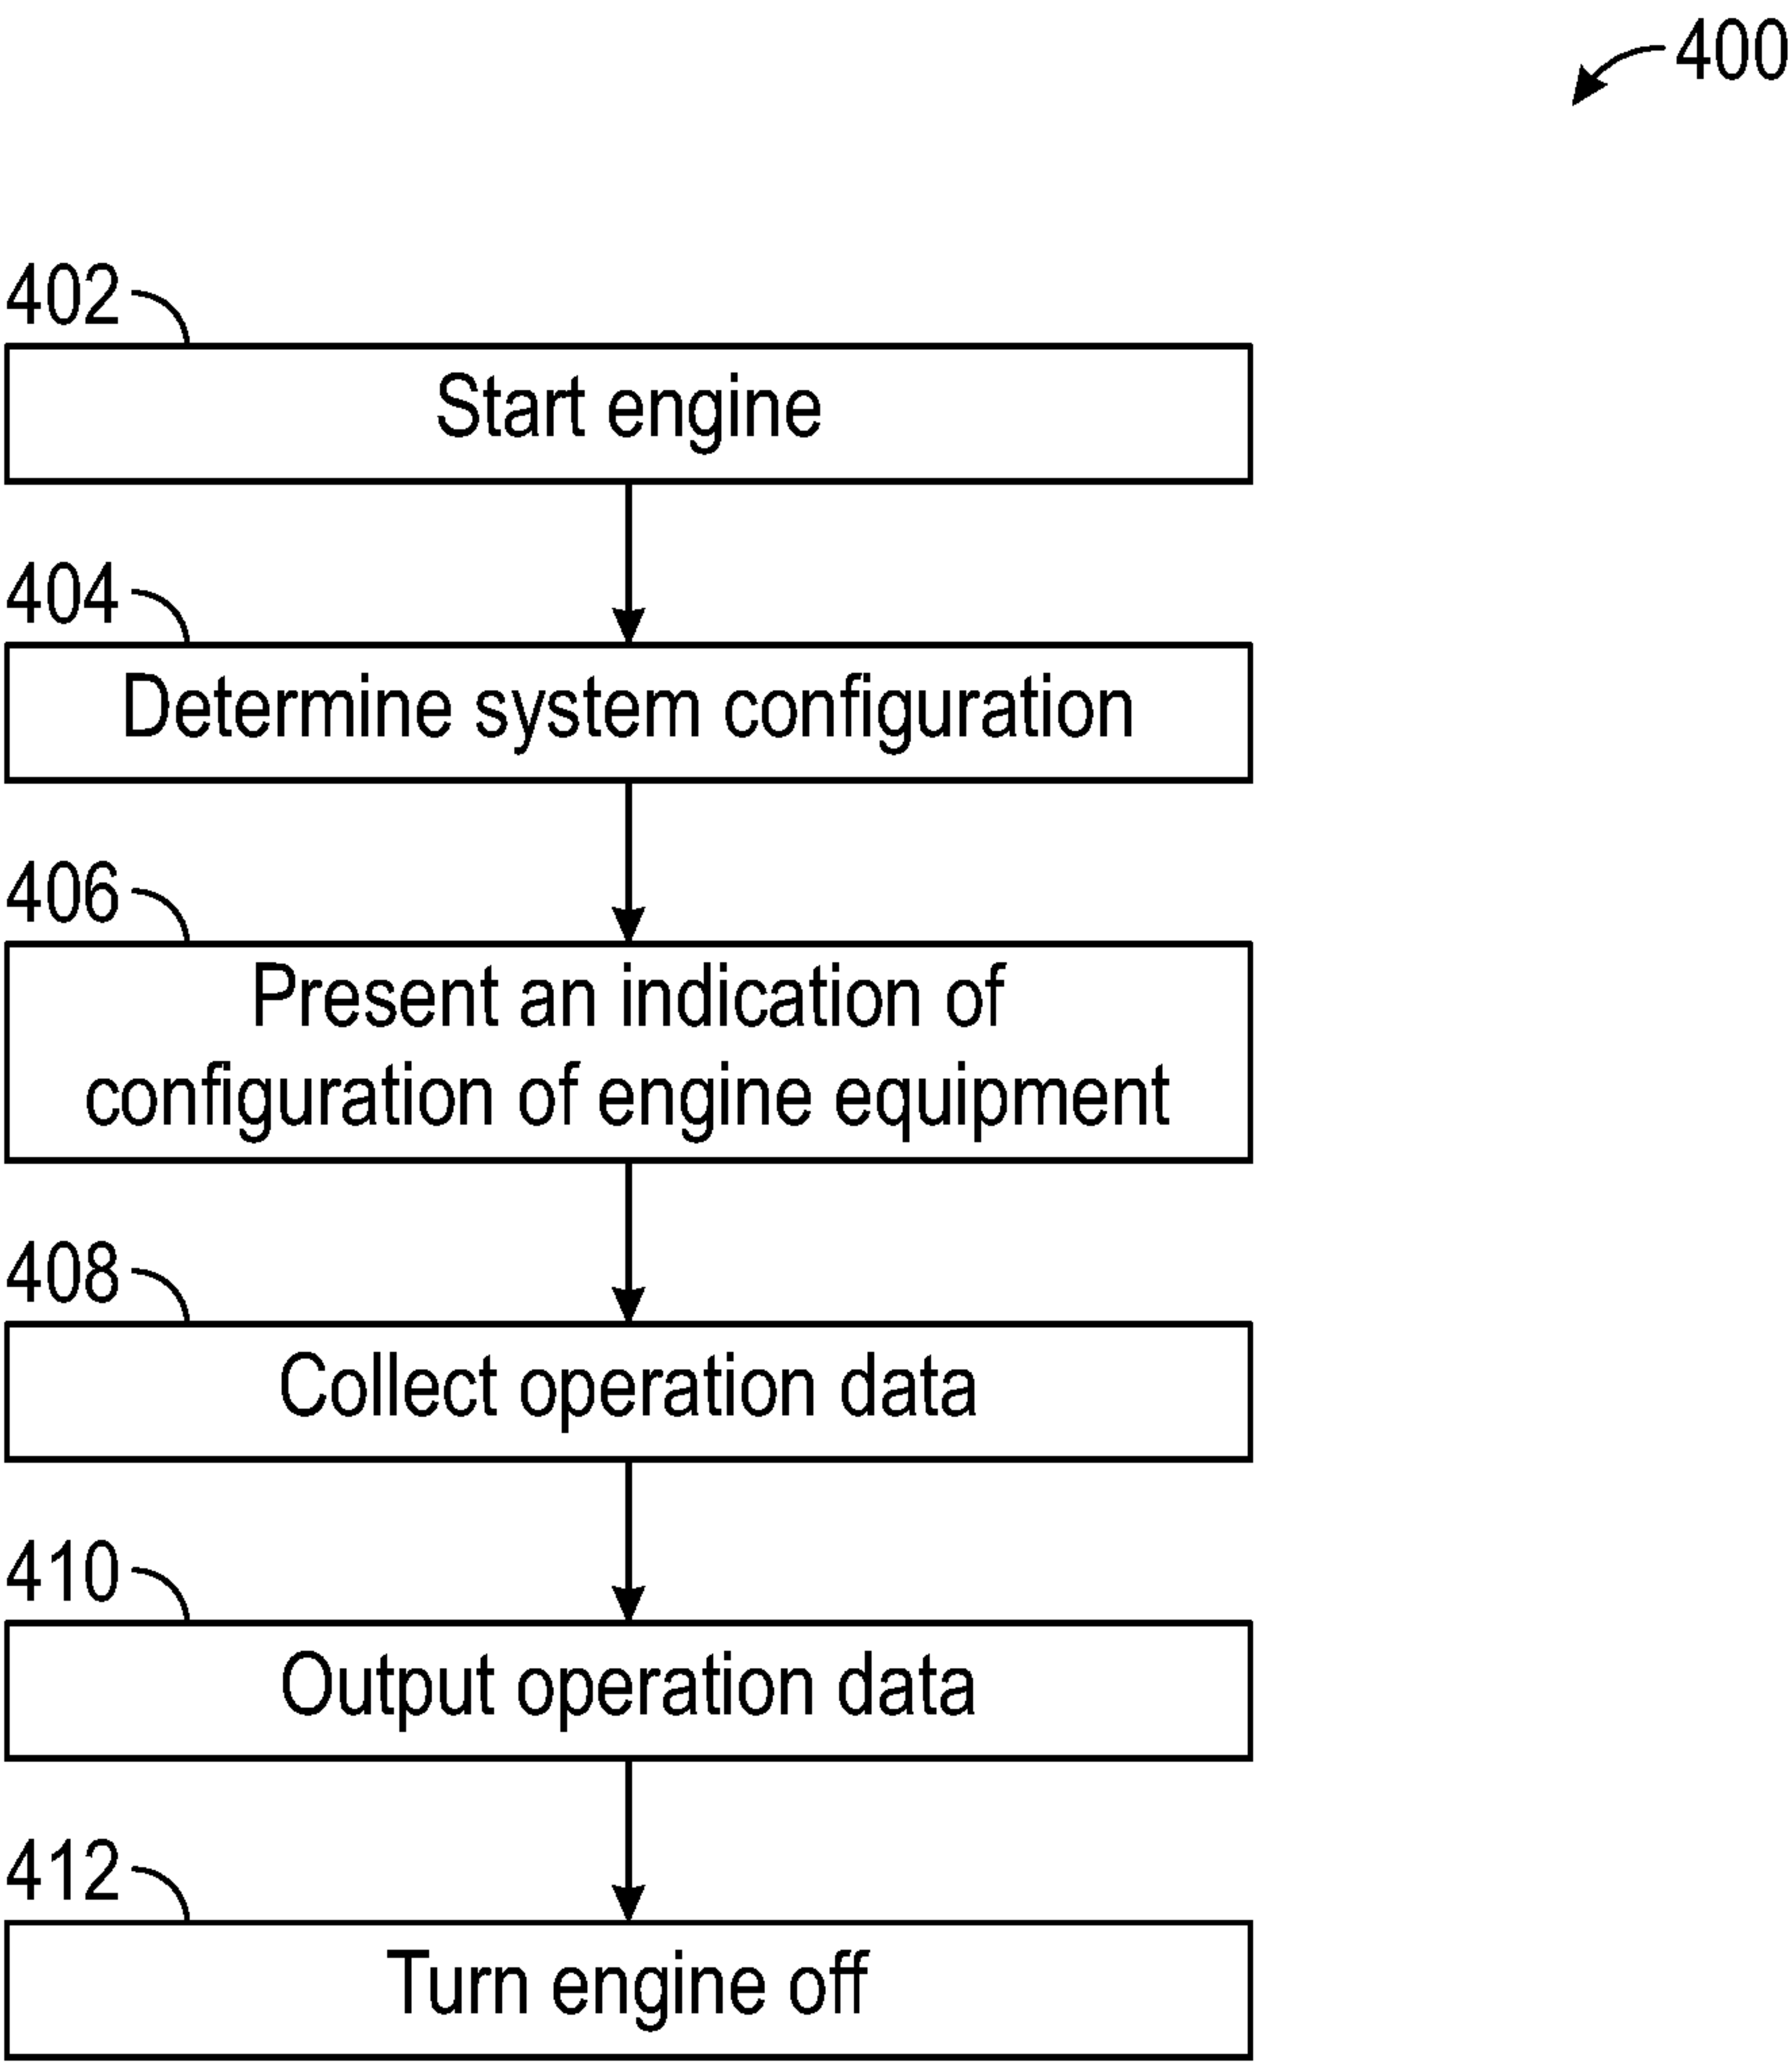 400
402
Start engine
404
Determine system configuration
406
Present an indication of
configuration of engine equipment
408
Collect operation data
410
Output operation data
412
Turn engine off